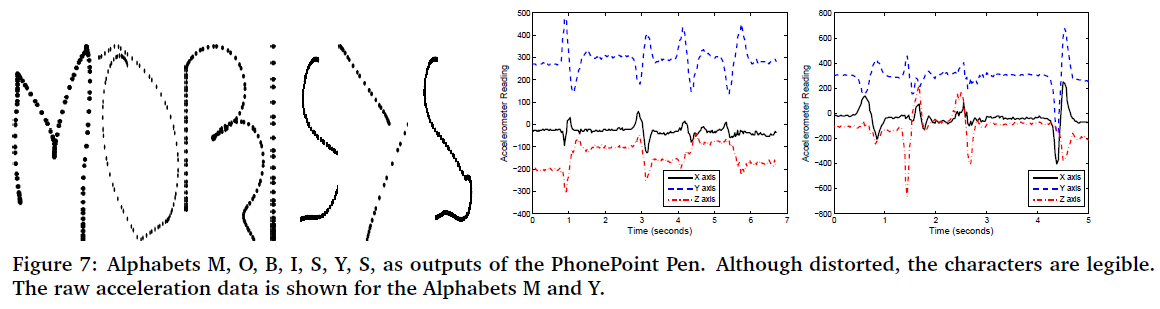 MOBISYS
Accelerometer Reading
500
400
300
200
100
0
−100
−200
−300
−400
0 1 2 3 4 5 6 7
Time (seconds)
X axis
Y axis
Z axis
Accelerometer Reading
800
600
400
200
0
−200
−400
−600
−800
0 1 2 3 4 5
Time (seconds)
X axis
Y axis
Z axis
Figure 7: Alphabets M, O, B, I, S, Y, S, as outputs of the PhonePoint Pen. Although distorted, the characters are legible.
The raw acceleration data is shown for the Alphabets M and Y.